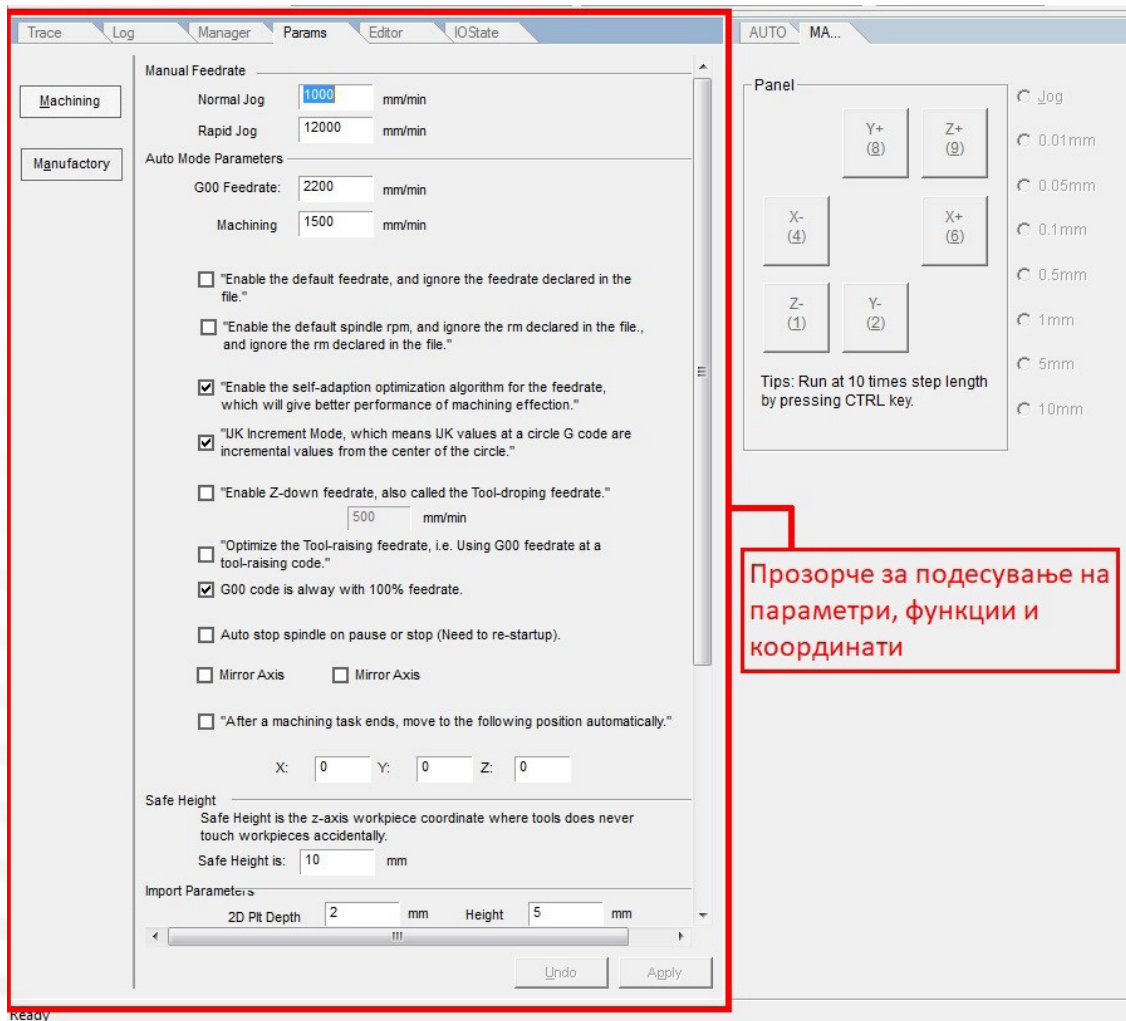 Trace Log Manager Params Editor IOState
AUTO MA...
Machining
Manufactory
Manual Feedrate
Normal Jog 1000 mm/min
Rapid Jog 12000 mm/min
Auto Mode Parameters
G00 Feedrate: 2200 mm/min
Machining 1500 mm/min
"Enable the default feedrate, and ignore the feedrate declared in the
file."
"Enable the default spindle rpm, and ignore the rm declared in the file.,
and ignore the rm declared in the file."
"Enable the self-adaption optimization algorithm for the feedrate,
which will give better performance of machining effection."
"IJK Increment Mode, which means IJK values at a circle G code are
incremental values from the center of the circle."
"Enable Z-down feedrate, also called the Tool-droping feedrate."
500 mm/min
"Optimize the Tool-raising feedrate, i.e. Using G00 feedrate at a
tool-raising code."
G00 code is alway with 100% feedrate.
Auto stop spindle on pause or stop (Need to re-startup).
Mirror Axis Mirror Axis
"After a machining task ends, move to the following position automatically."
X: 0 Y: 0 Z: 0
Safe Height
Safe Height is the z-axis workpiece coordinate where tools does never
touch workpieces accidentally.
Safe Height is: 10 mm
Import Parameters
2D Plt Depth 2 mm Height 5 mm
Undo Apply
Ready
Panel
Y+
(8)
Z+
(9)
X-
(4)
X+
(6)
Z-
(1)
Y-
(2)
Tips: Run at 10 times step length
by pressing CTRL key.
Jog
0.01mm
0.05mm
0.1mm
0.5mm
1mm
5mm
10mm
Прозорче за подесување на
параметри, функции и
координати